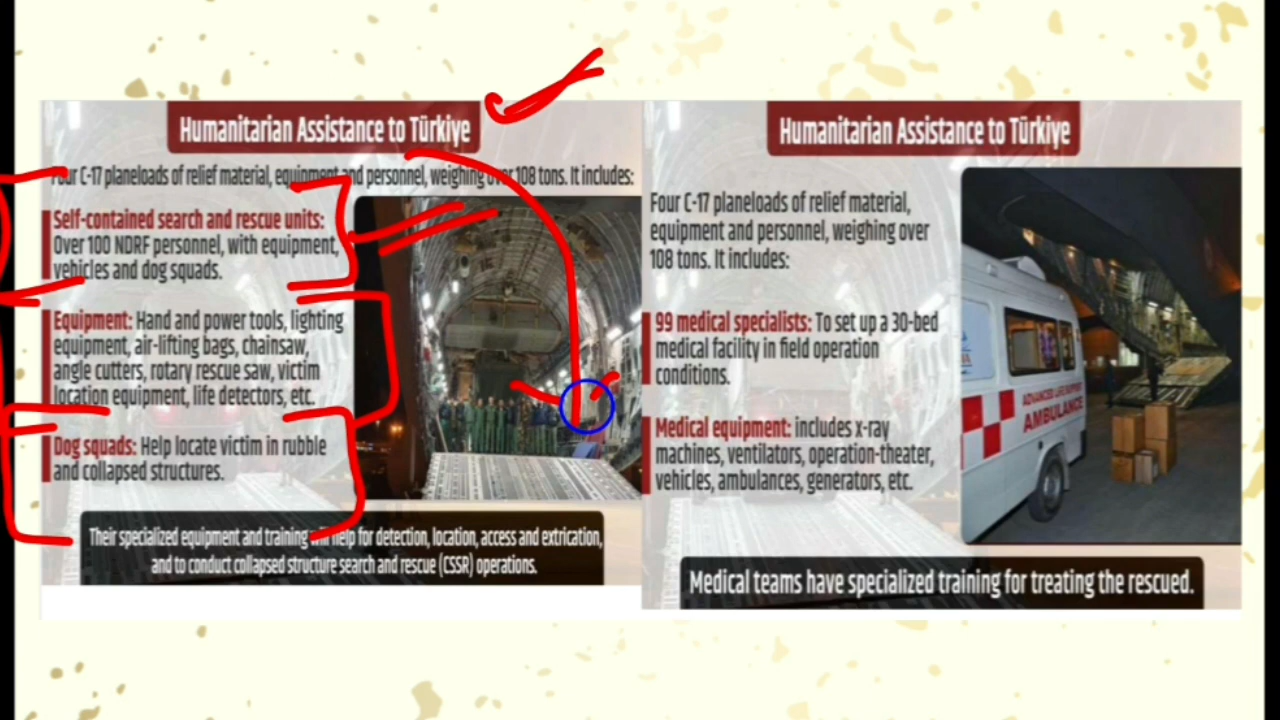 Humanitarian Assistance to Türkiye
Four C-17 planeloads of relief material, equipment and personnel, weighing over 108 tons. It includes:
Self-contained search and rescue units:
Over 100 NDRF personnel, with equipment,
vehicles and dog squads.
Equipment: Hand and power tools, lighting
equipment, air-lifting bags, chainsaw,
angle cutters, rotary rescue saw, victim
location equipment, life detectors, etc.
Dog squads: Help locate victim in rubble
and collapsed structures.
Their specialized equipment and training will help for detection, location, access and extrication,
and to conduct collapsed structure search and rescue (CSSR) operations.
Humanitarian Assistance to Türkiye
Four C-17 planeloads of relief material,
equipment and personnel, weighing over
108 tons. It includes:
99 medical specialists: To set up a 30-bed
medical facility in field operation
conditions.
Medical equipment: includes x-ray
machines, ventilators, operation-theater,
vehicles, ambulances, generators, etc.
ADVANCED LIFE SUPPORT
AMBULANCE
Medical teams have specialized training for treating the rescued.